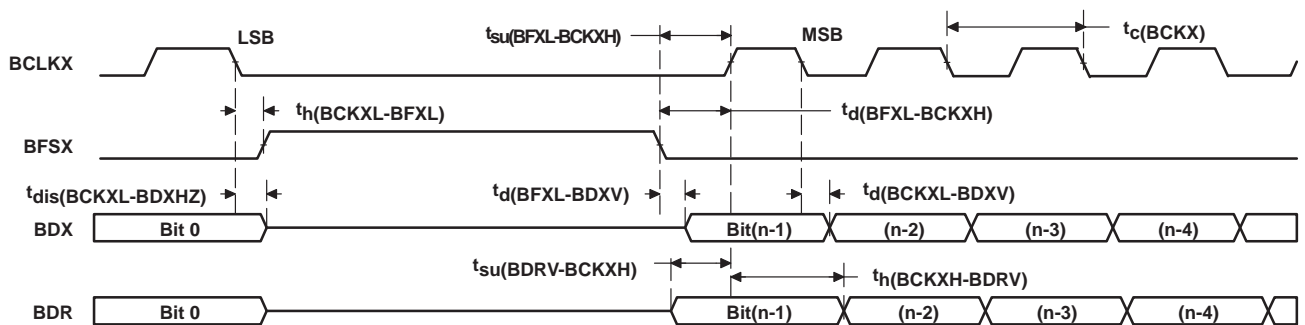 LSB
tsu(BFXL-BCKXH)
MSB
tc(BCKX)
BCLKX
th(BCKXL-BFXL)
td(BFXL-BCKXH)
BFSX
tdis(BCKXL-BDXHZ)
td(BFXL-BDXV)
td(BCKXL-BDXV)
BDX Bit 0 Bit(n-1) (n-2) (n-3) (n-4)
tsu(BDRV-BCKXH)
th(BCKXH-BDRV)
BDR Bit 0 Bit(n-1) (n-2) (n-3) (n-4)